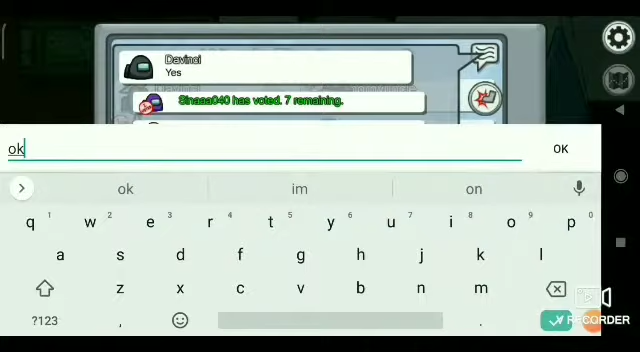 Davinci
Yes
Sinaaa040 has voted. 7 remaining.
ok
OK
ok im on
q 1 w 2 e 3 r 4 t 5 y 6 u 7 i 8 o 9 p 0
a s d f g h j k l
z x c v b n m
?123 , .
RECORDER